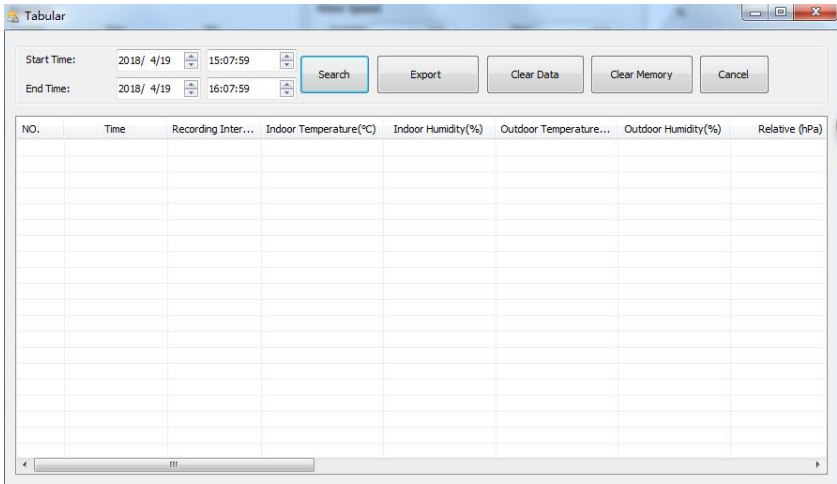 Tabular
Start Time: 2018/ 4/19 15:07:59
End Time: 2018/ 4/19 16:07:59
Search Export Clear Data Clear Memory Cancel
NO. Time Recording Inter... Indoor Temperature(°C) Indoor Humidity(%) Outdoor Temperature... Outdoor Humidity(%) Relative (hPa)